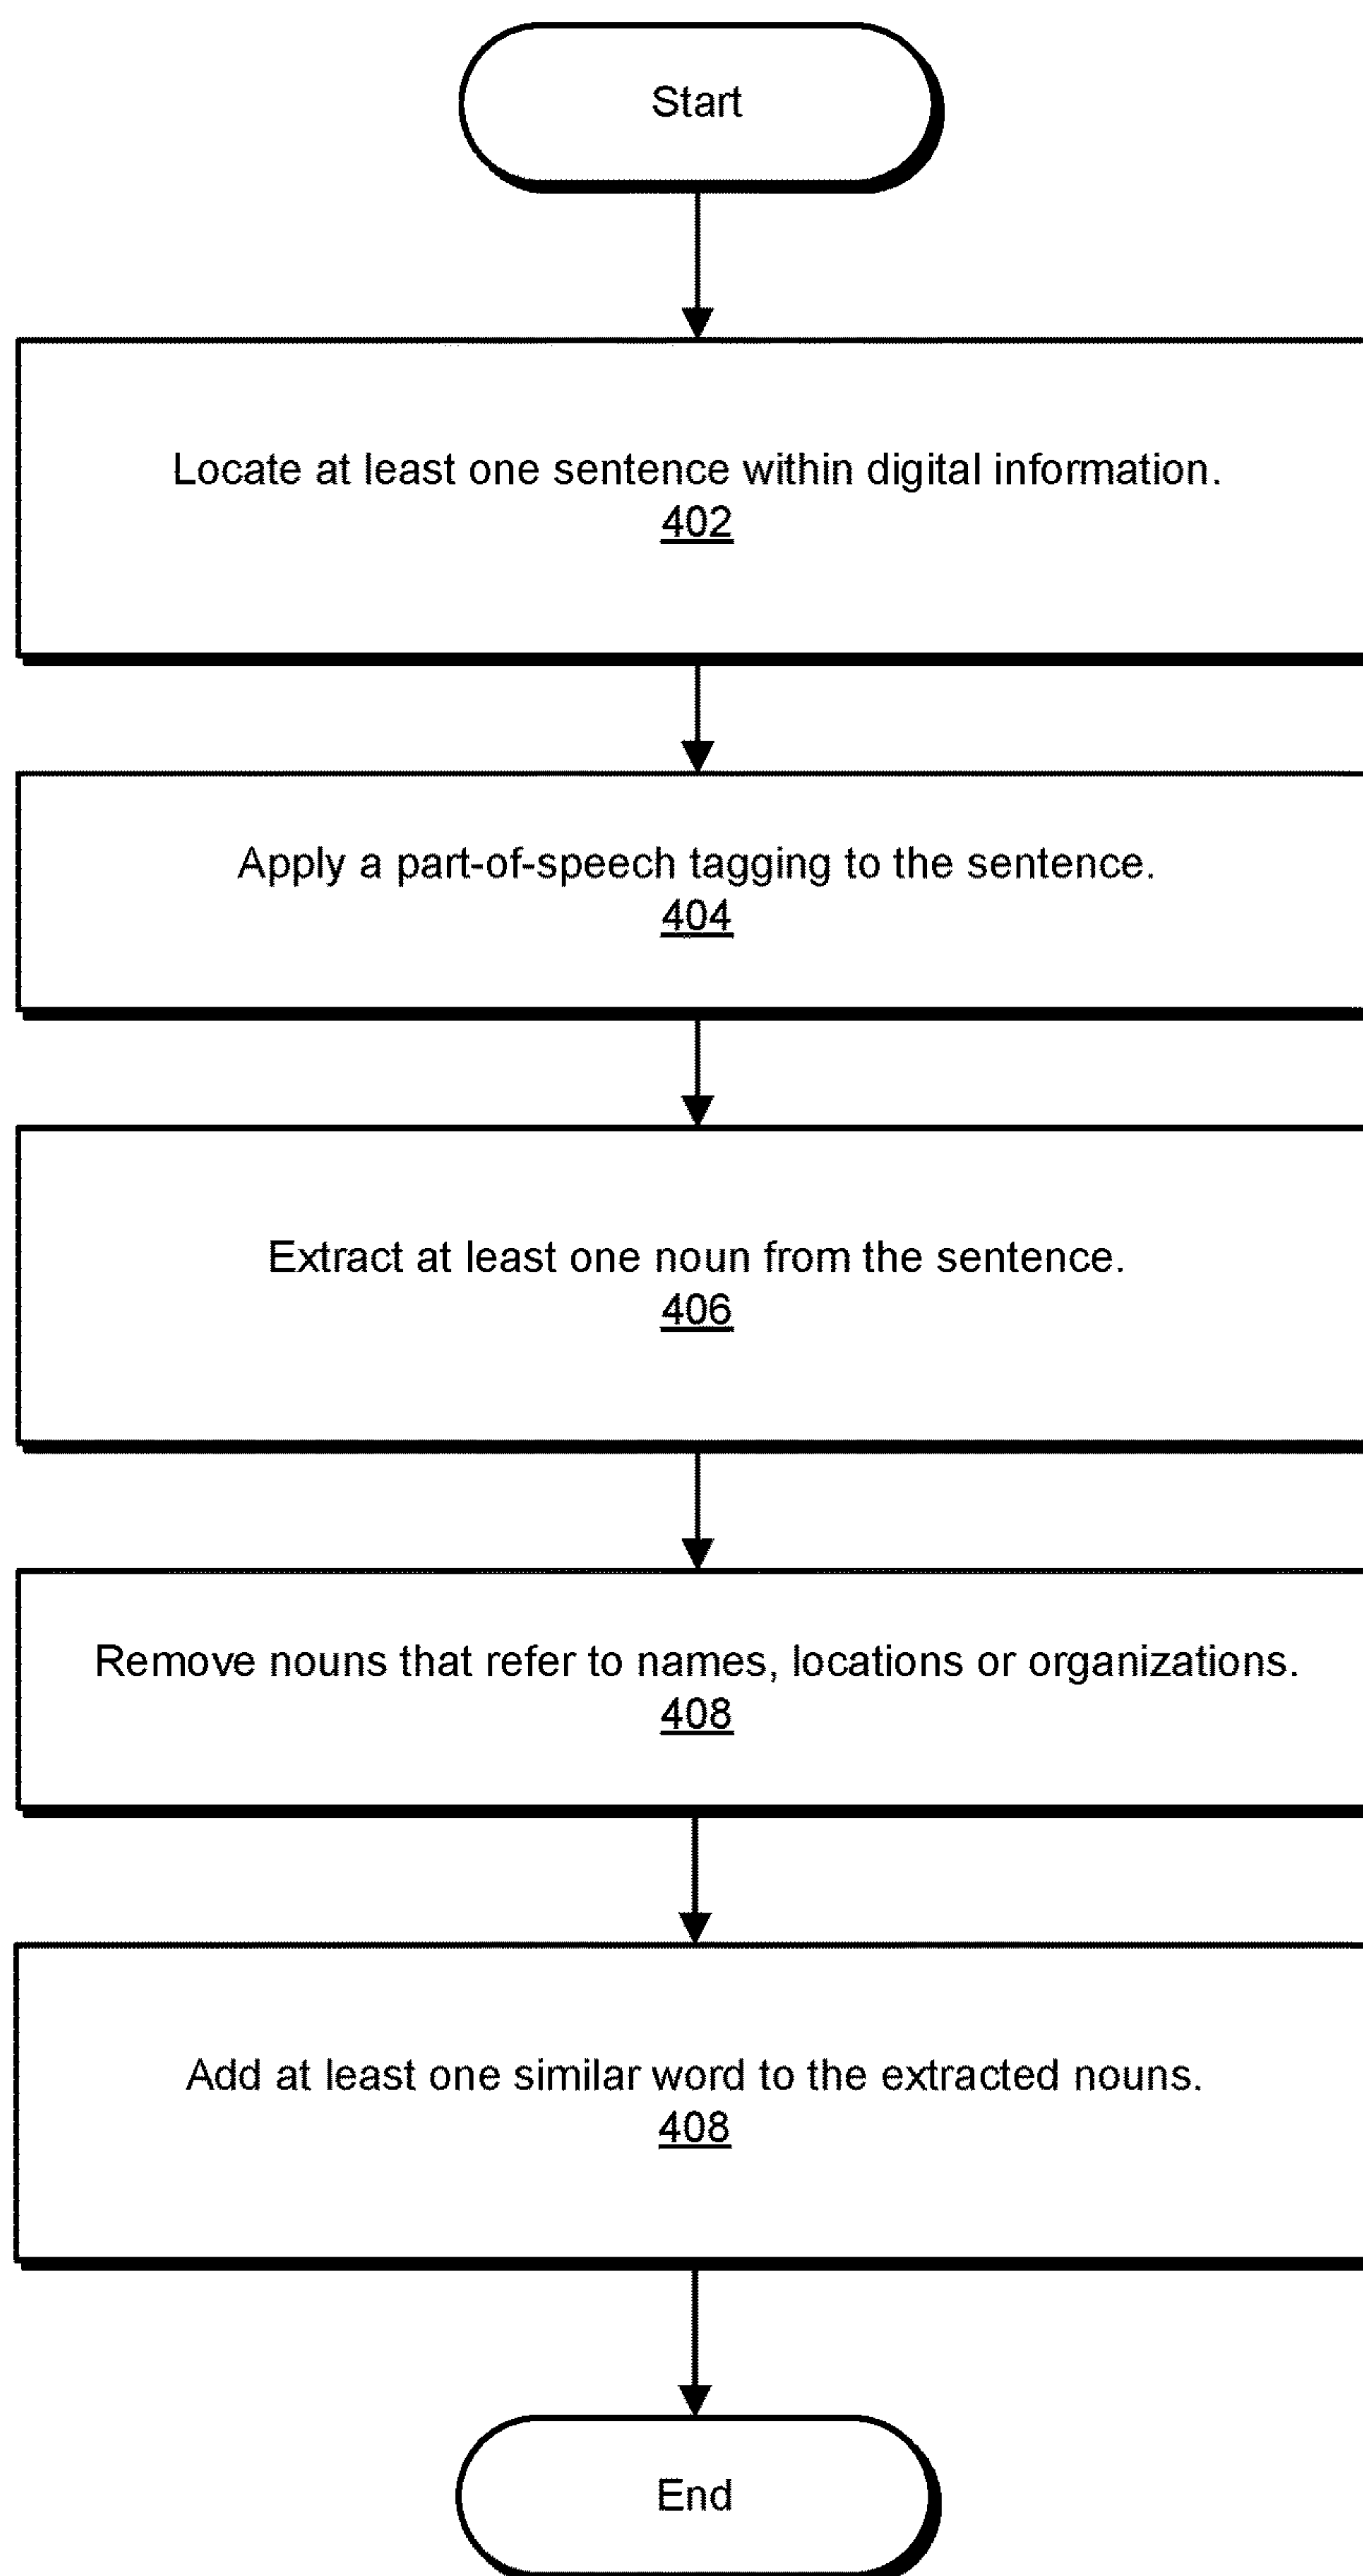 Start
Locate at least one sentence within digital information.
402
Apply a part-of-speech tagging to the sentence.
404
Extract at least one noun from the sentence.
406
Remove nouns that refer to names, locations or organizations.
408
Add at least one similar word to the extracted nouns.
408
End